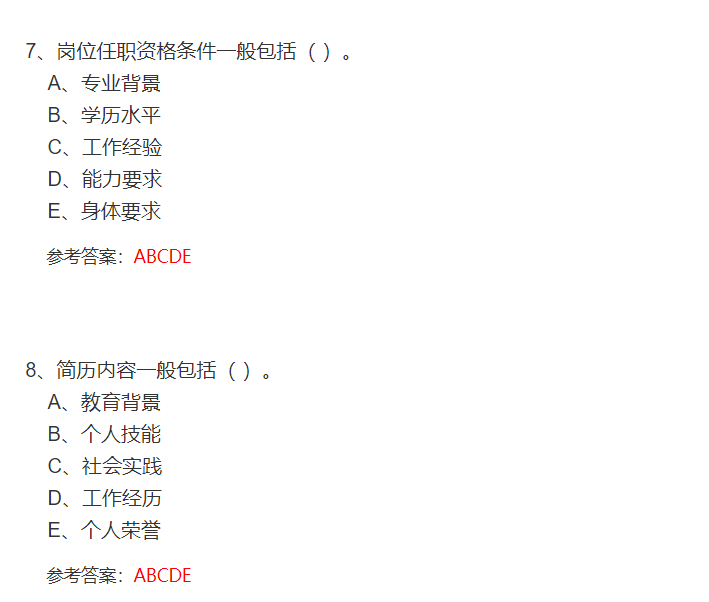 7、岗位任职资格条件一般包括（ ）。
A、专业背景
B、学历水平
C、工作经验
D、能力要求
E、身体要求
参考答案：ABCDE
8、简历内容一般包括（ ）。
A、教育背景
B、个人技能
C、社会实践
D、工作经历
E、个人荣誉
参考答案：ABCDE